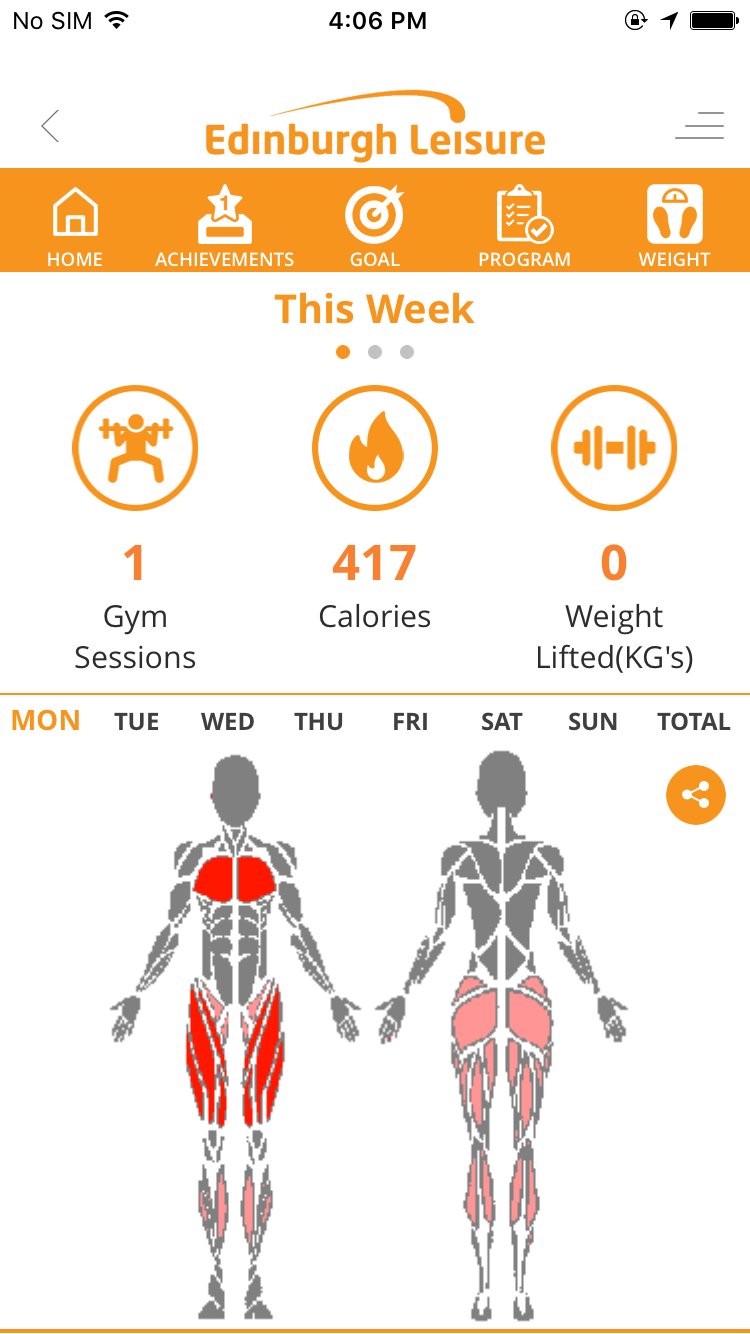 No SIM 4:06 PM
Edinburgh Leisure
1
HOME ACHIEVEMENTS GOAL PROGRAM WEIGHT
This Week
1 417 0
Gym Calories Weight
Sessions Lifted(KG's)
MON TUE WED THU FRI SAT SUN TOTAL